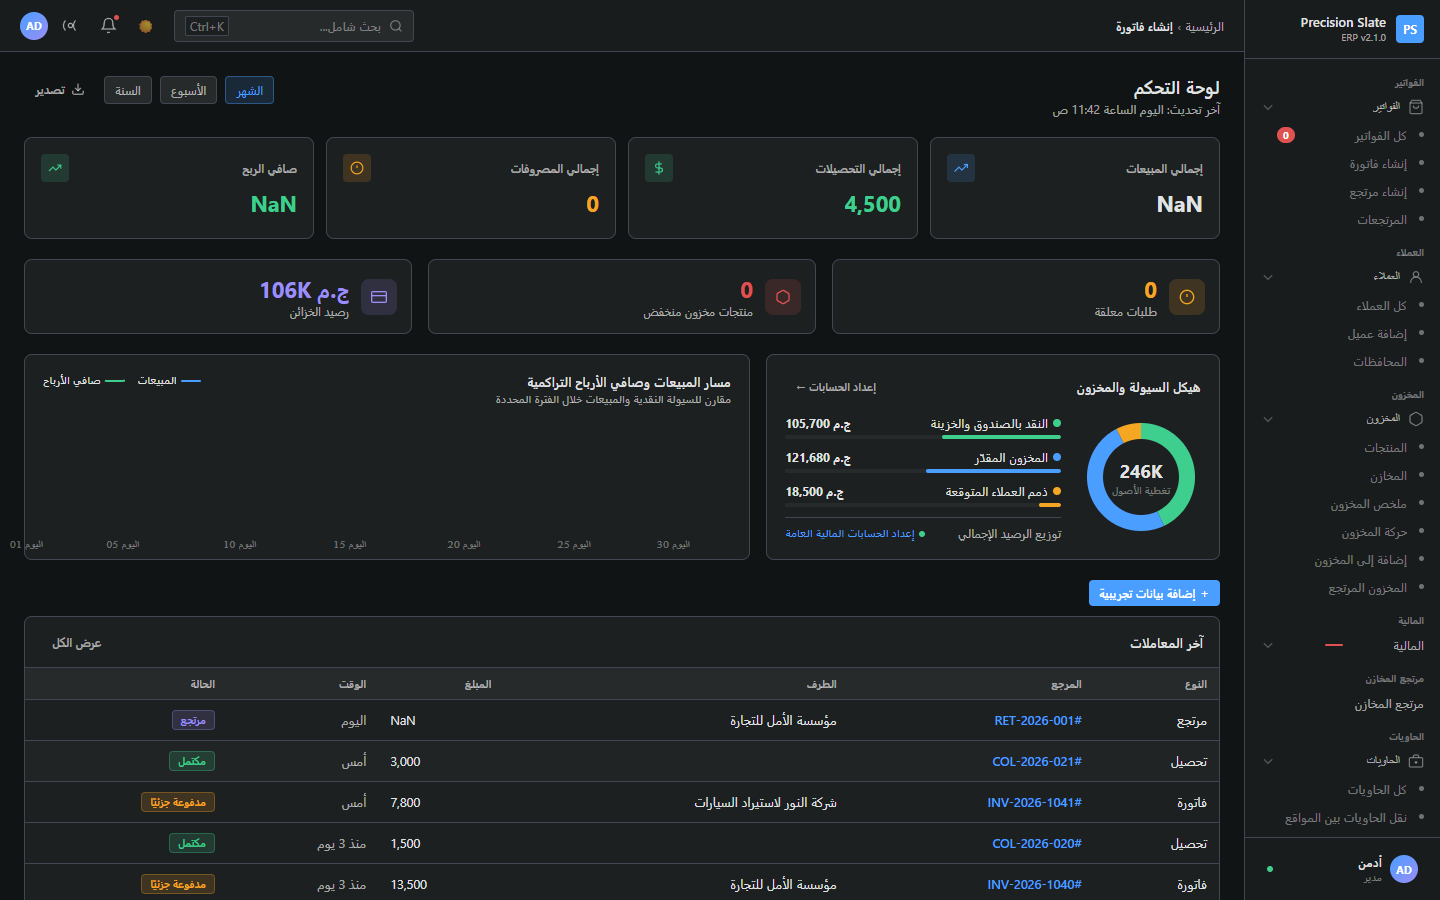 Precision Slate
ERP v2.1.0
PS
الرئيسية › إنشاء فاتورة
بحث شامل...
Ctrl+K
AD
الفواتير
الفواتير
كل الفواتير
0
إنشاء فاتورة
إنشاء مرتجع
المرتجعات
العملاء
العملاء
كل العملاء
إضافة عميل
المحافظات
المخزون
المخزون
المنتجات
المخازن
ملخص المخزون
حركة المخزون
إضافة إلى المخزون
المخزون المرتجع
المالية
المالية
مرتجع المخازن
مرتجع المخازن
الحاويات
الحاويات
كل الحاويات
نقل الحاويات بين المواقع
AD
أدمن
مدير
لوحة التحكم
آخر تحديث: اليوم الساعة 11:42 ص
الشهر
الأسبوع
السنة
تصدير
إجمالي المبيعات
NaN
إجمالي التحصيلات
4,500
إجمالي المصروفات
0
صافي الربح
NaN
0
طلبات معلقة
0
منتجات مخزون منخفض
106K ج.م
رصيد الخزائن
هيكل السيولة والمخزون
إعداد الحسابات ←
246K
تغطية الأصول
النقد بالصندوق والخزينة
105,700 ج.م
المخزون المقدّر
121,680 ج.م
ذمم العملاء المتوقعة
18,500 ج.م
توزيع الرصيد الإجمالي
إعداد الحسابات المالية العامة
مسار المبيعات وصافي الأرباح التراكمية
مقارن للسيولة النقدية والمبيعات خلال الفترة المحددة
المبيعات
صافي الأرباح
اليوم 30
اليوم 25
اليوم 20
اليوم 15
اليوم 10
اليوم 05
اليوم 01
+ إضافة بيانات تجريبية
آخر المعاملات
عرض الكل
النوع المرجع الطرف المبلغ الوقت الحالة
مرتجع #RET-2026-001 مؤسسة الأمل للتجارة NaN اليوم مرتجع
تحصيل #COL-2026-021 3,000 أمس مكتمل
فاتورة #INV-2026-1041 شركة النور لاستيراد السيارات 7,800 أمس مدفوعة جزئيًا
تحصيل #COL-2026-020 1,500 منذ 3 يوم مكتمل
فاتورة #INV-2026-1040 مؤسسة الأمل للتجارة 13,500 منذ 3 يوم مدفوعة جزئيًا